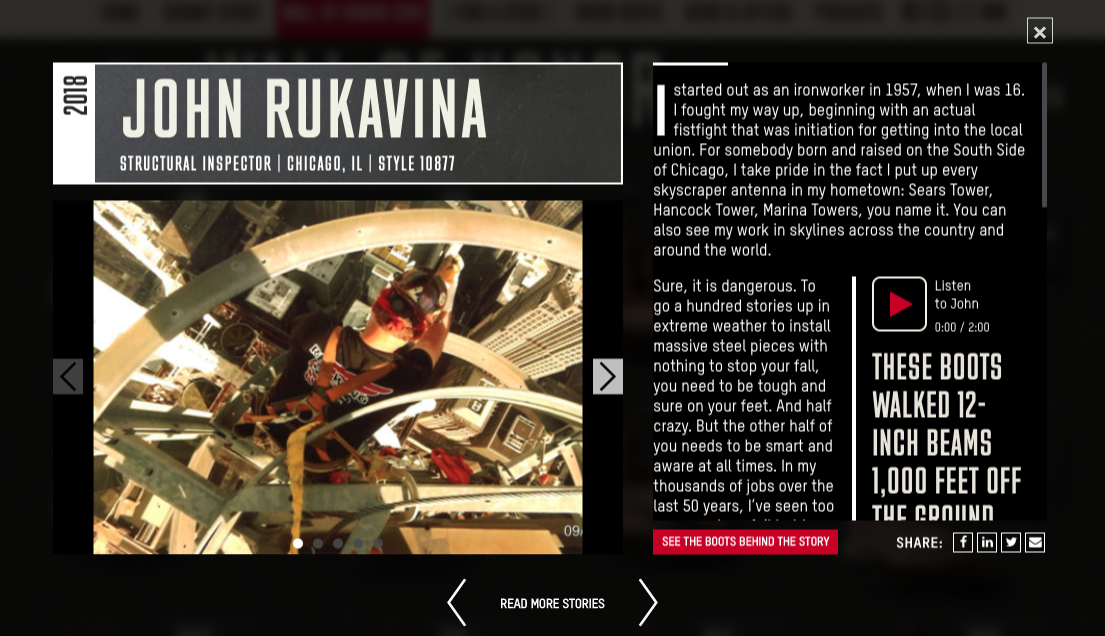 2018
JOHN RUKAVINA
STRUCTURAL INSPECTOR | CHICAGO, IL | STYLE 10877
I started out as an ironworker in 1957, when I was 16.
I fought my way up, beginning with an actual
fistfight that was initiation for getting into the local
union. For somebody born and raised on the South Side
of Chicago, I take pride in the fact I put up every
skyscraper antenna in my hometown: Sears Tower,
Hancock Tower, Marina Towers, you name it. You can
also see my work in skylines across the country and
around the world.
Sure, it is dangerous. To
go a hundred stories up in
extreme weather to install
massive steel pieces with
nothing to stop your fall,
you need to be tough and
sure on your feet. And half
crazy. But the other half of
you needs to be smart and
aware at all times. In my
thousands of jobs over the
last 50 years, I've seen too
Listen
to John
0:00 / 2:00
THESE BOOTS
WALKED 12-
INCH BEAMS
1,000 FEET OFF
THE GROUND
09/
SEE THE BOOTS BEHIND THE STORY
SHARE:
READ MORE STORIES